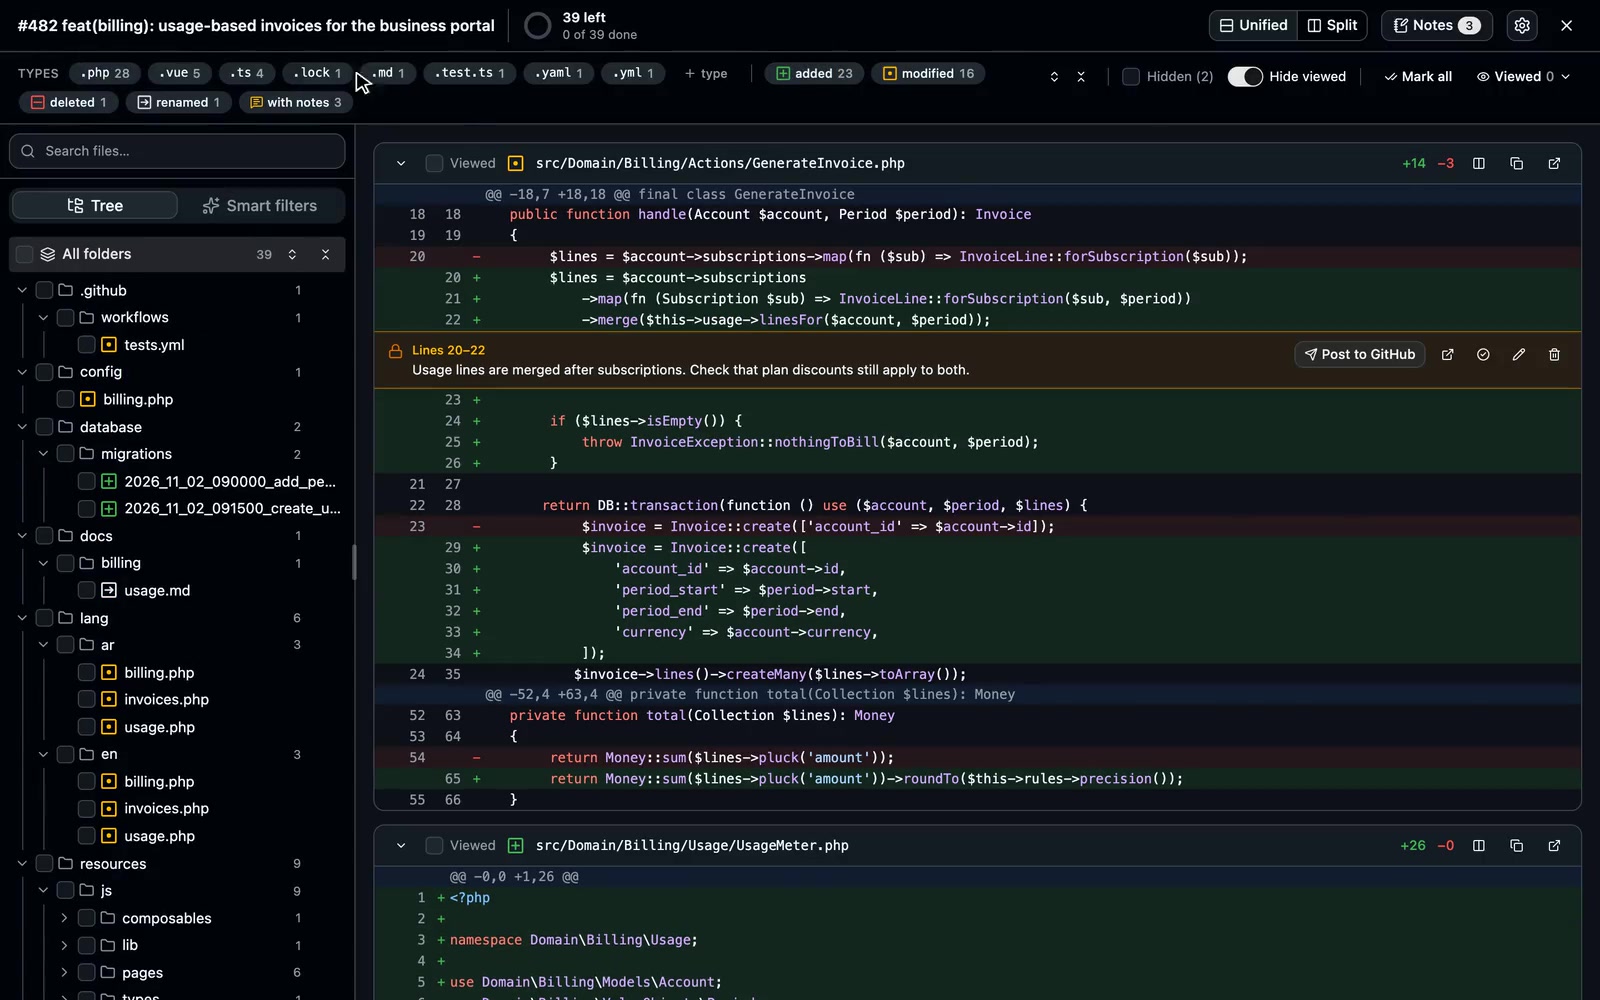 #482 feat(billing): usage-based invoices for the business portal
39 left
0 of 39 done
Unified
Split
Notes 3
TYPES .php 28 .vue 5 .ts 4 .lock 1 .md 1 .test.ts 1 .yaml 1 .yml 1 + type added 23 modified 16
Hidden (2) Hide viewed Mark all Viewed 0
deleted 1 renamed 1 with notes 3
Search files...
Tree Smart filters
All folders 39
.github 1
workflows 1
tests.yml
config 1
billing.php
database 2
migrations 2
2026_11_02_090000_add_pe...
2026_11_02_091500_create_u...
docs 1
billing 1
usage.md
lang 6
ar 3
billing.php
invoices.php
usage.php
en 3
billing.php
invoices.php
usage.php
resources 9
js 9
composables 1
lib 1
pages 6
types 1
Viewed src/Domain/Billing/Actions/GenerateInvoice.php +14 -3
@@ -18,7 +18,18 @@ final class GenerateInvoice
18 18 public function handle(Account $account, Period $period): Invoice
19 19 {
20 - $lines = $account->subscriptions->map(fn ($sub) => InvoiceLine::forSubscription($sub));
20 + $lines = $account->subscriptions
21 + ->map(fn (Subscription $sub) => InvoiceLine::forSubscription($sub, $period))
22 + ->merge($this->usage->linesFor($account, $period));
Lines 20–22
Usage lines are merged after subscriptions. Check that plan discounts still apply to both.
Post to GitHub
23 +
24 + if ($lines->isEmpty()) {
25 + throw InvoiceException::nothingToBill($account, $period);
26 + }
21 27
22 28 return DB::transaction(function () use ($account, $period, $lines) {
23 - $invoice = Invoice::create(['account_id' => $account->id]);
29 + $invoice = Invoice::create([
30 + 'account_id' => $account->id,
31 + 'period_start' => $period->start,
32 + 'period_end' => $period->end,
33 + 'currency' => $account->currency,
34 + ]);
24 35 $invoice->lines()->createMany($lines->toArray());
@@ -52,4 +63,4 @@ private function total(Collection $lines): Money
52 63 private function total(Collection $lines): Money
53 64 {
54 - return Money::sum($lines->pluck('amount'));
65 + return Money::sum($lines->pluck('amount'))->roundTo($this->rules->precision());
55 66 }
Viewed src/Domain/Billing/Usage/UsageMeter.php +26 -0
@@ -0,0 +1,26 @@
1 + <?php
2 +
3 + namespace Domain\Billing\Usage;
4 +
5 + use Domain\Billing\Models\Account;